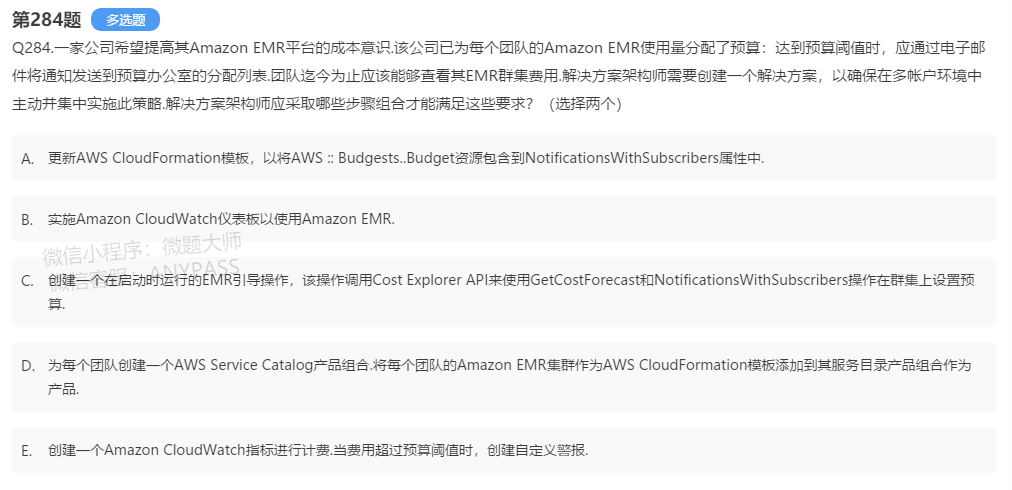 第284题 多选题
Q284.一家公司希望提高其Amazon EMR平台的成本意识.该公司已为每个团队的Amazon EMR使用量分配了预算：达到预算阈值时，应通过电子邮
件将通知发送到预算办公室的分配列表.团队迄今为止应该能够查看其EMR群集费用.解决方案架构师需要创建一个解决方案，以确保在多帐户环境中
主动并集中实施此策略.解决方案架构师应采取哪些步骤组合才能满足这些要求？（选择两个）
A. 更新AWS CloudFormation模板，以将AWS :: Budgests..Budget资源包含到NotificationsWithSubscribers属性中.
B. 实施Amazon CloudWatch仪表板以使用Amazon EMR.
微信小程序：微题大师
微信客服：ANYPASS
C. 创建一个在启动时运行的EMR引导操作，该操作调用Cost Explorer API来使用GetCostForecast和NotificationsWithSubscribers操作在群集上设置预
算.
D. 为每个团队创建一个AWS Service Catalog产品组合.将每个团队的Amazon EMR集群作为AWS CloudFormation模板添加到其服务目录产品组合作为
产品.
E. 创建一个Amazon CloudWatch指标进行计费.当费用超过预算阈值时，创建自定义警报.